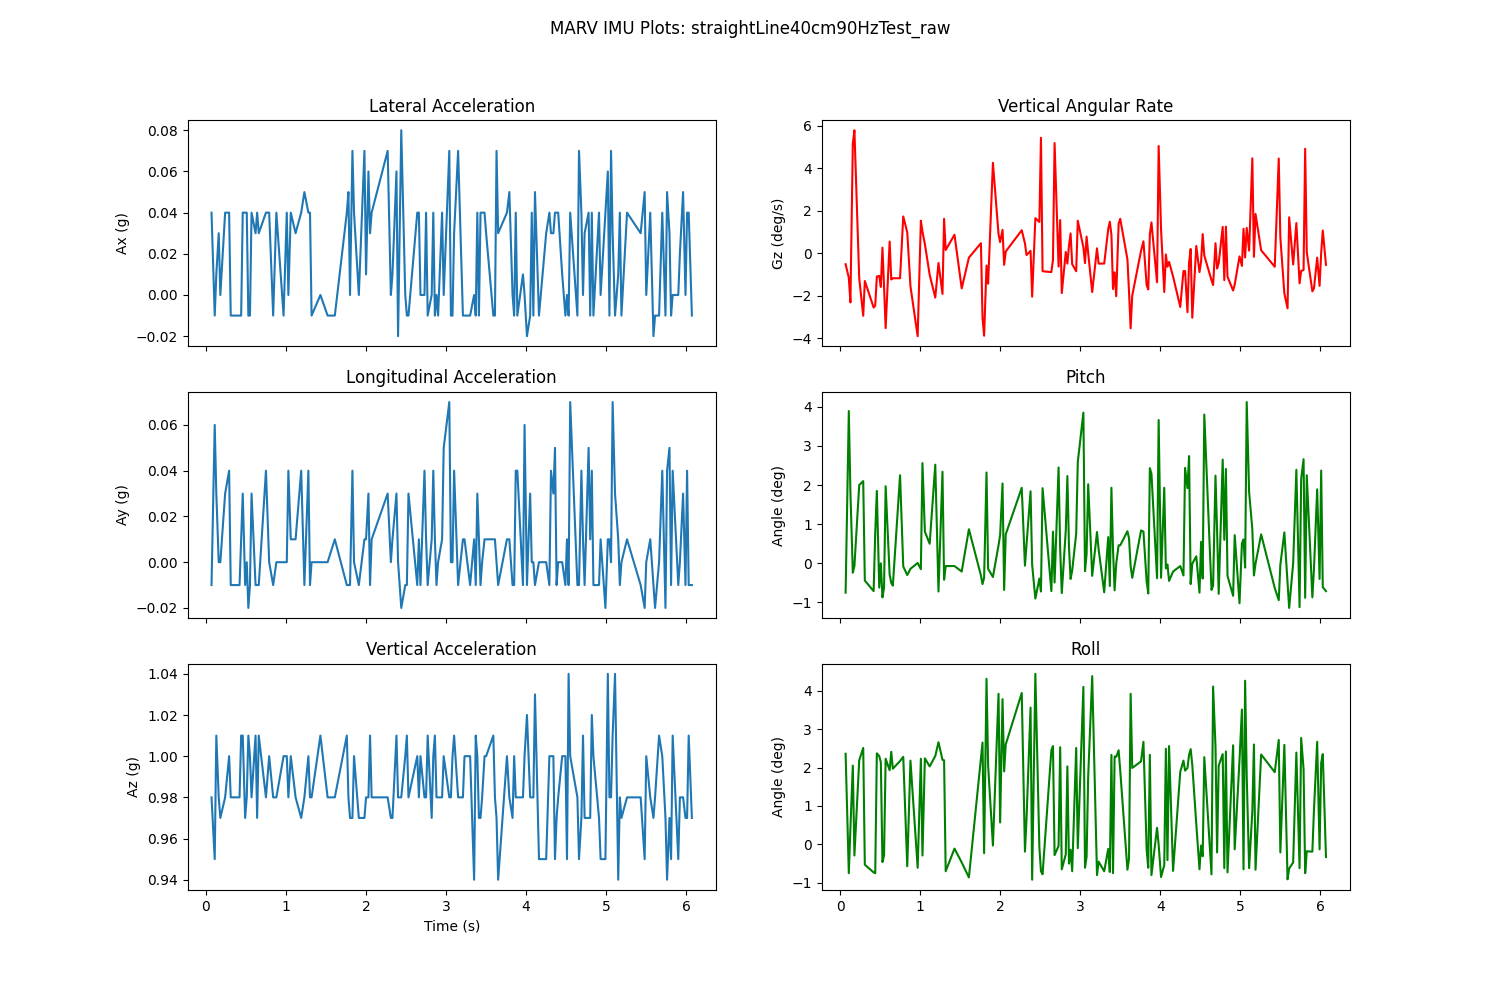 MARV IMU Plots: straightLine40cm90HzTest_raw
Lateral Acceleration
Ax (g)
0.08
0.06
0.04
0.02
0.00
−0.02
Vertical Angular Rate
Gz (deg/s)
6
4
2
0
−2
−4
Longitudinal Acceleration
Ay (g)
0.06
0.04
0.02
0.00
−0.02
Pitch
Angle (deg)
4
3
2
1
0
−1
Vertical Acceleration
Az (g)
1.04
1.02
1.00
0.98
0.96
0.94
0 1 2 3 4 5 6
Time (s)
Roll
Angle (deg)
4
3
2
1
0
−1
0 1 2 3 4 5 6